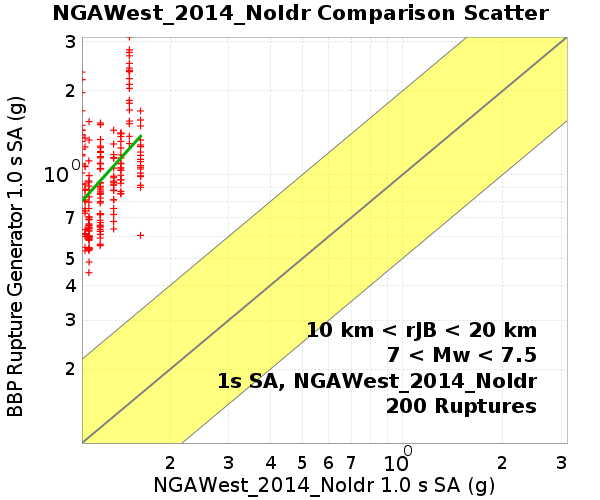 NGAWest_2014_NoIdr Comparison Scatter
BBP Rupture Generator 1.0 s SA (g)
3
2
10⁰
7
5
4
3
2
10 km < rJB < 20 km
7 < Mw < 7.5
1s SA, NGAWest_2014_NoIdr
200 Ruptures
2 3 4 5 6 7 10⁰ 2 3
NGAWest_2014_NoIdr 1.0 s SA (g)